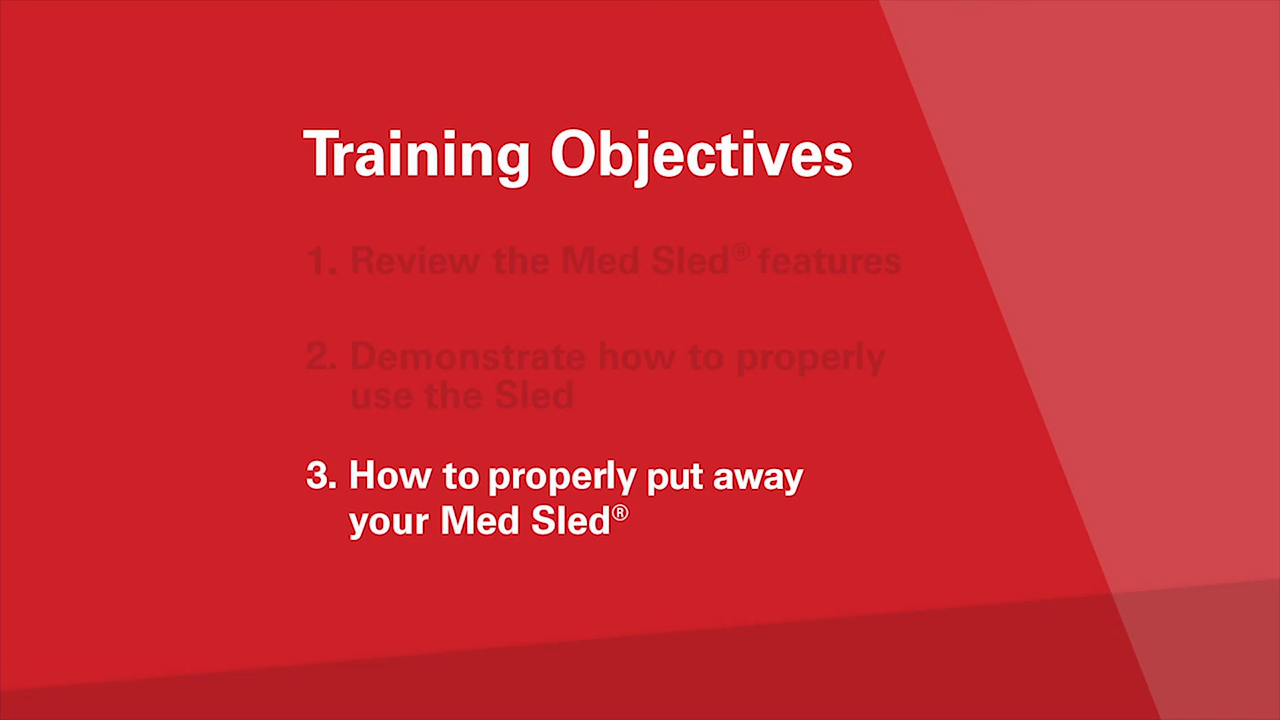 Training Objectives
1. Review the Med Sled® features
2. Demonstrate how to properly
use the Sled
3. How to properly put away
your Med Sled®